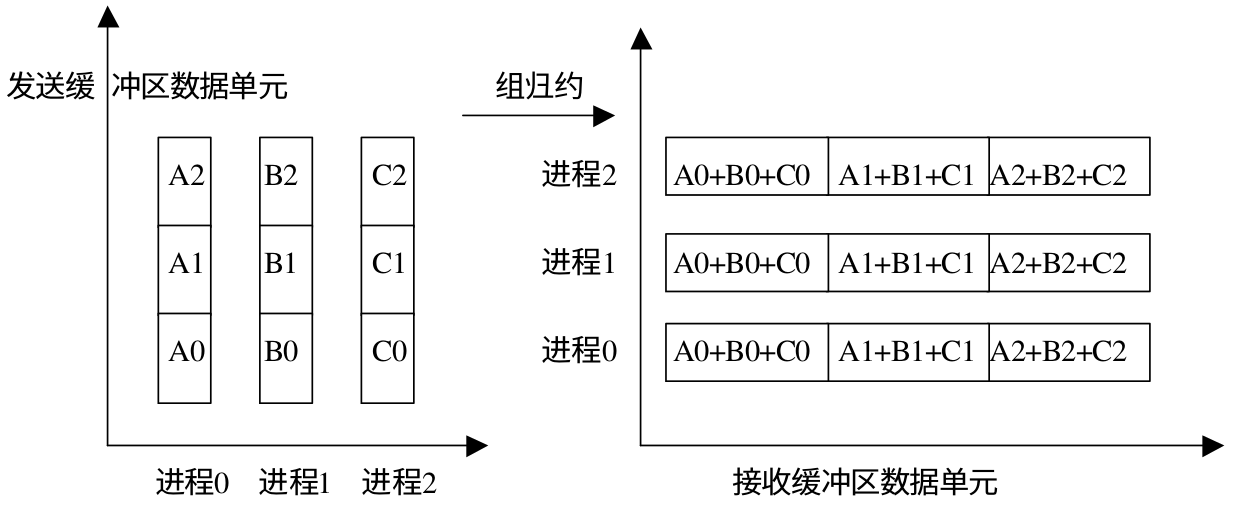 发送缓冲区数据单元
组归约
A2 B2 C2
A1 B1 C1
A0 B0 C0
进程0 进程1 进程2
进程2 A0+B0+C0 A1+B1+C1 A2+B2+C2
进程1 A0+B0+C0 A1+B1+C1 A2+B2+C2
进程0 A0+B0+C0 A1+B1+C1 A2+B2+C2
接收缓冲区数据单元